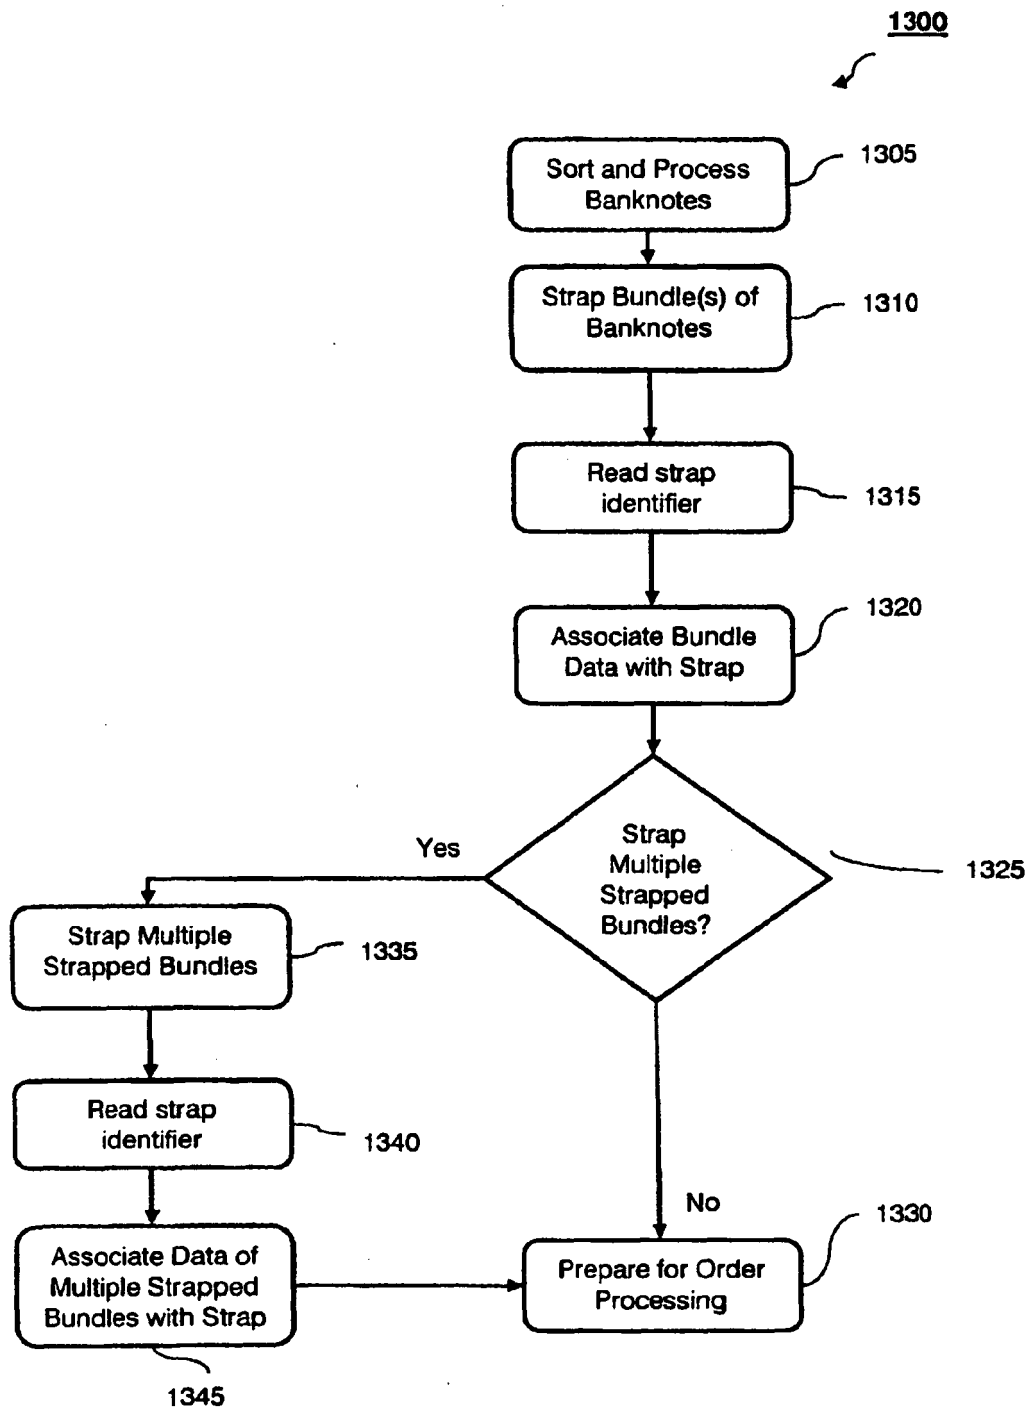 1300
Sort and Process
Banknotes
1305
Strap Bundle(s) of
Banknotes
1310
Read strap
identifier
1315
Associate Bundle
Data with Strap
1320
Strap
Multiple
Strapped
Bundles?
1325
Yes
Strap Multiple
Strapped Bundles
1335
Read strap
identifier
1340
Associate Data of
Multiple Strapped
Bundles with Strap
1345
No
Prepare for Order
Processing
1330